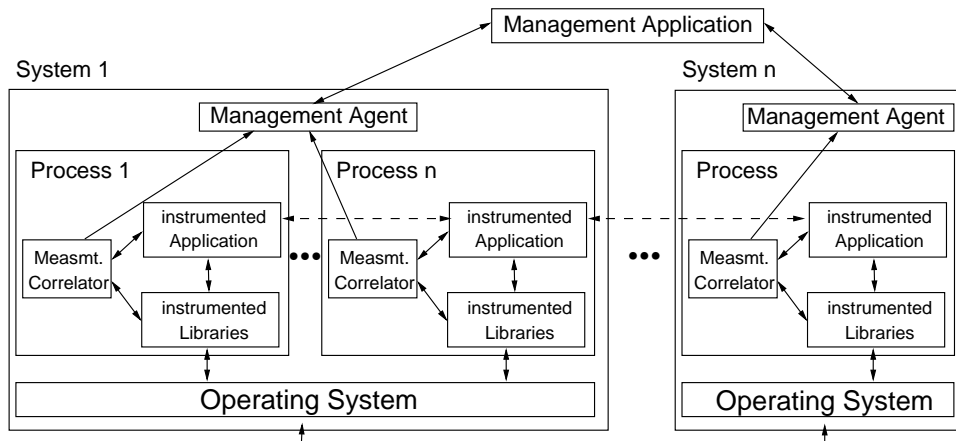 Management Application
System 1
System n
Management Agent
Management Agent
Process 1
Process n
Process
instrumented
Application
instrumented
Application
instrumented
Application
Measmt.
Correlator
Measmt.
Correlator
Measmt.
Correlator
instrumented
Libraries
instrumented
Libraries
instrumented
Libraries
Operating System
Operating System